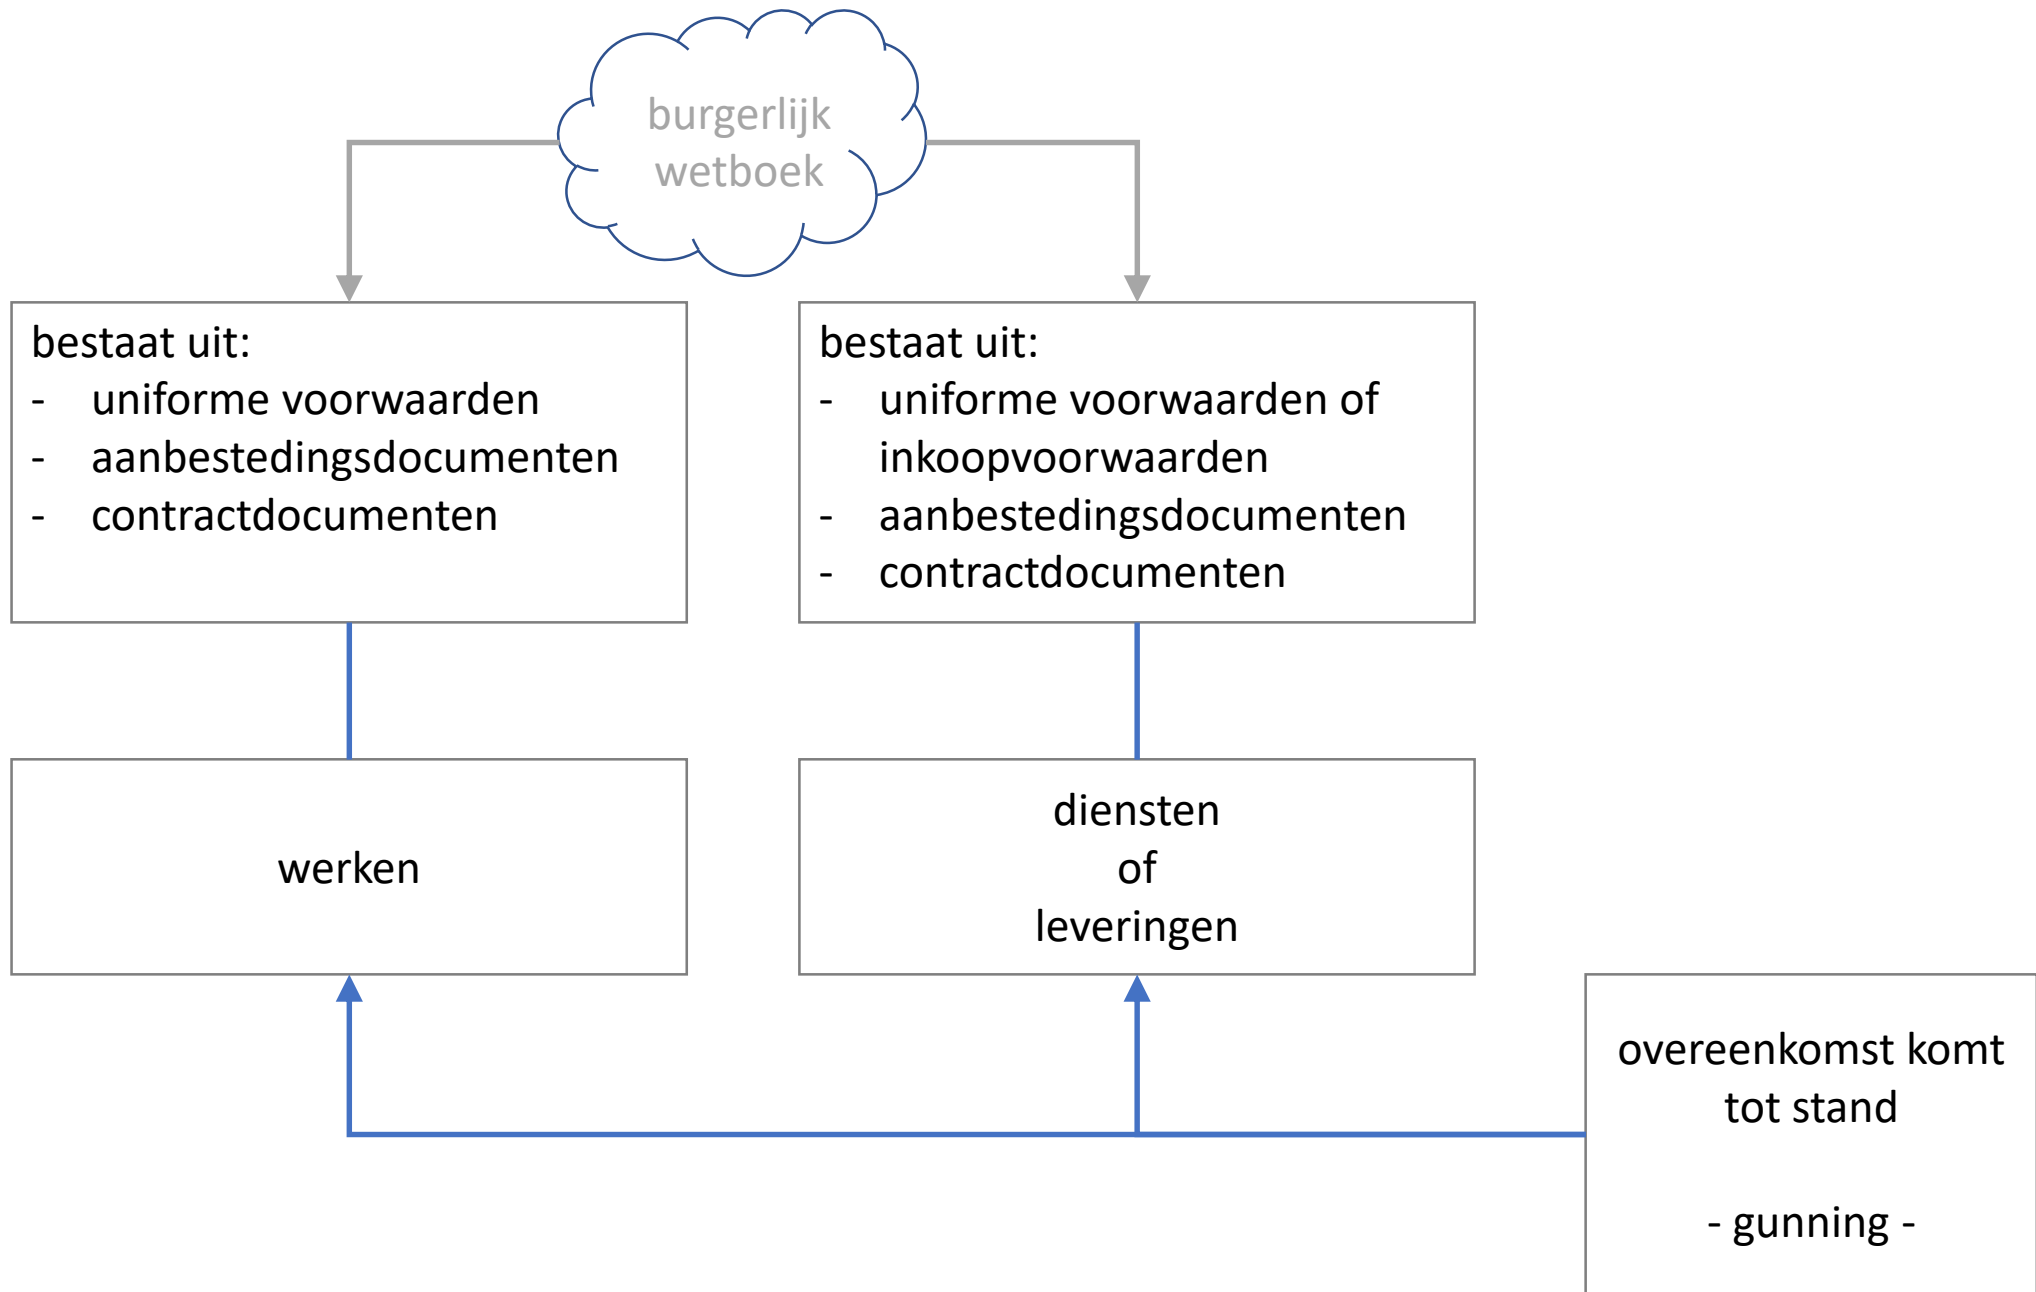 burgerlijk
wetboek
bestaat uit:
- uniforme voorwaarden
- aanbestedingsdocumenten
- contractdocumenten
bestaat uit:
- uniforme voorwaarden of
inkoopvoorwaarden
- aanbestedingsdocumenten
- contractdocumenten
werken
diensten
of
leveringen
overeenkomst komt
tot stand
- gunning -